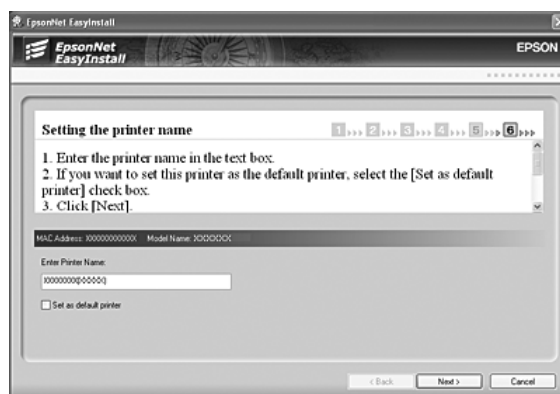 EpsonNet EasyInstall
EpsonNet
EasyInstall
EPSON
Setting the printer name
1 2 3 4 5 6
1. Enter the printer name in the text box.
2. If you want to set this printer as the default printer, select the [Set as default
printer] check box.
3. Click [Next].
MAC Address: XXXXXXXXXXXX Model Name: XXXXXXX
Enter Printer Name:
Set as default printer
< Back
Next >
Cancel